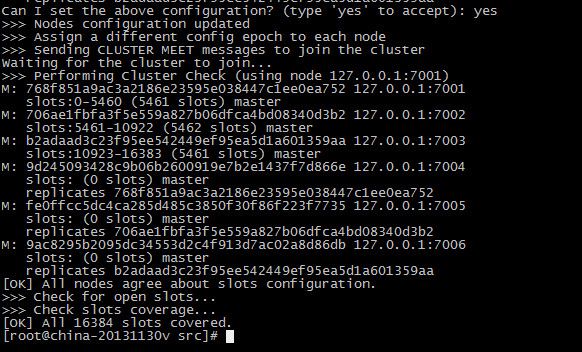 Can I set the above configuration? (type 'yes' to accept): yes
>>> Nodes configuration updated
>>> Assign a different config epoch to each node
>>> Sending CLUSTER MEET messages to join the cluster
Waiting for the cluster to join...
>>> Performing Cluster Check (using node 127.0.0.1:7001)
M: 768f851a9ac3a2186e23595e038447c1ee0ea752 127.0.0.1:7001
slots:0-5460 (5461 slots) master
M: 706ae1fbfa3f5e559a827b06dfca4bd08340d3b2 127.0.0.1:7002
slots:5461-10922 (5462 slots) master
M: b2adaad3c23f95ee542449ef95ea5d1a601359aa 127.0.0.1:7003
slots:10923-16383 (5461 slots) master
M: 9d245093428c9b06b2600919e7b2e1437f7d866e 127.0.0.1:7004
slots: (0 slots) master
replicates 768f851a9ac3a2186e23595e038447c1ee0ea752
M: fe0ffcc5dc4ca285d485c3850f30f86f223f7735 127.0.0.1:7005
slots: (0 slots) master
replicates 706ae1fbfa3f5e559a827b06dfca4bd08340d3b2
M: 9ac8295b2095dc34553d2c4f913d7ac02a8d86db 127.0.0.1:7006
slots: (0 slots) master
replicates b2adaad3c23f95ee542449ef95ea5d1a601359aa
[OK] All nodes agree about slots configuration.
>>> Check for open slots...
>>> Check slots coverage...
[OK] All 16384 slots covered.
[root@china-20131130v src]#